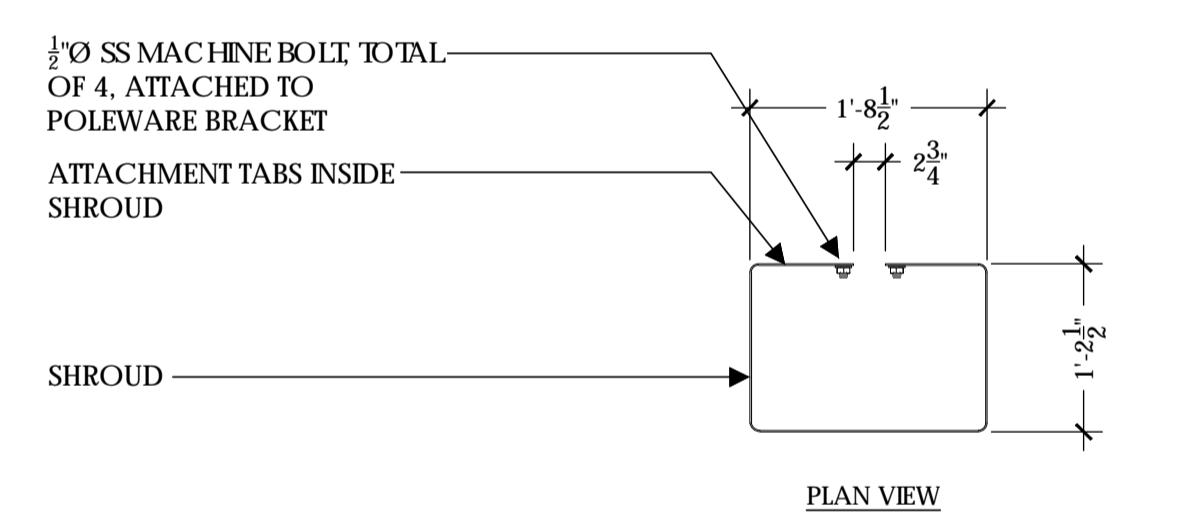 ½"Ø SS MACHINE BOLT, TOTAL
OF 4, ATTACHED TO
POLEWARE BRACKET
ATTACHMENT TABS INSIDE
SHROUD
SHROUD
1'-8½"
2¾"
1'-2½"
PLAN VIEW